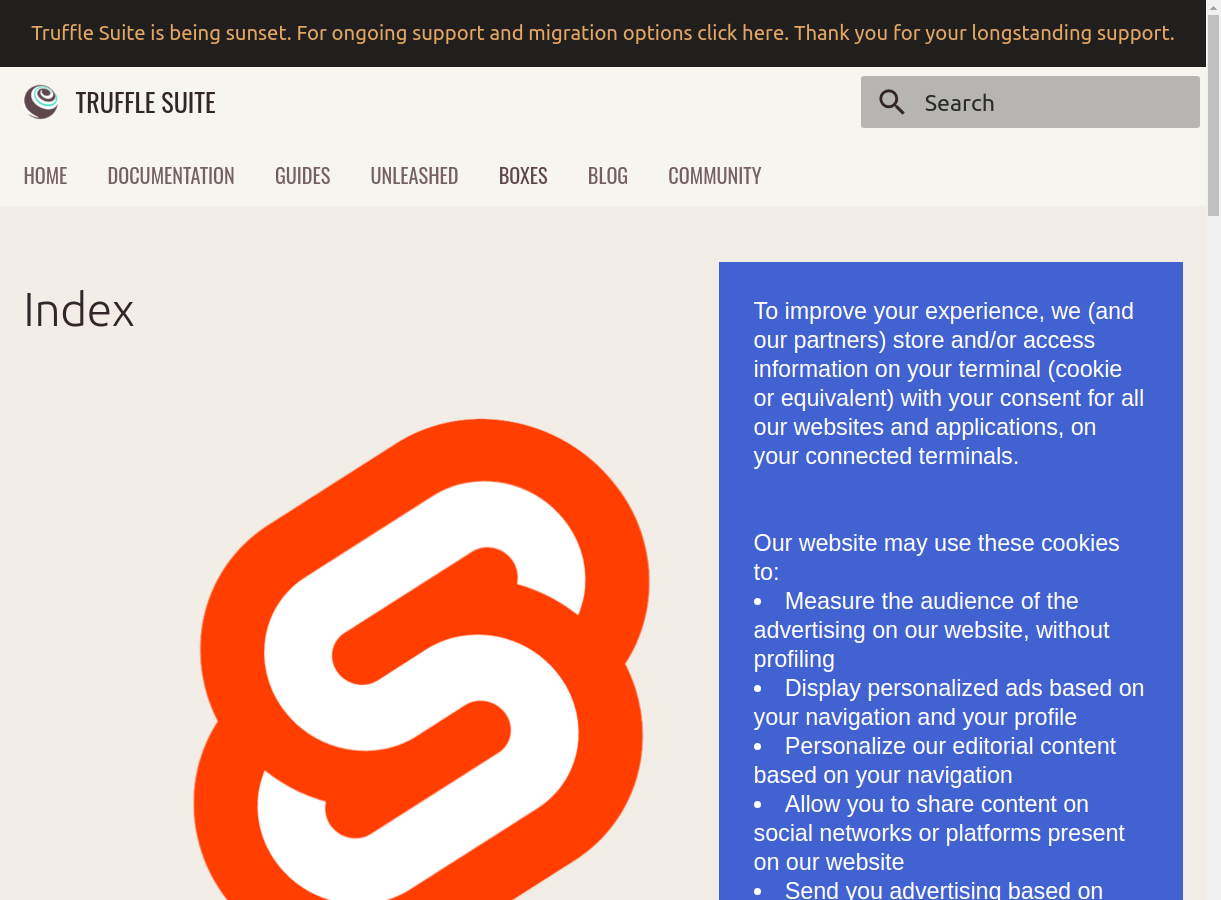 Truffle Suite is being sunset. For ongoing support and migration options click here. Thank you for your longstanding support.
TRUFFLE SUITE
Search
HOME DOCUMENTATION GUIDES UNLEASHED BOXES BLOG COMMUNITY
Index
To improve your experience, we (and
our partners) store and/or access
information on your terminal (cookie
or equivalent) with your consent for all
our websites and applications, on
your connected terminals.
Our website may use these cookies
to:
• Measure the audience of the
advertising on our website, without
profiling
• Display personalized ads based on
your navigation and your profile
• Personalize our editorial content
based on your navigation
• Allow you to share content on
social networks or platforms present
on our website
• Send you advertising based on